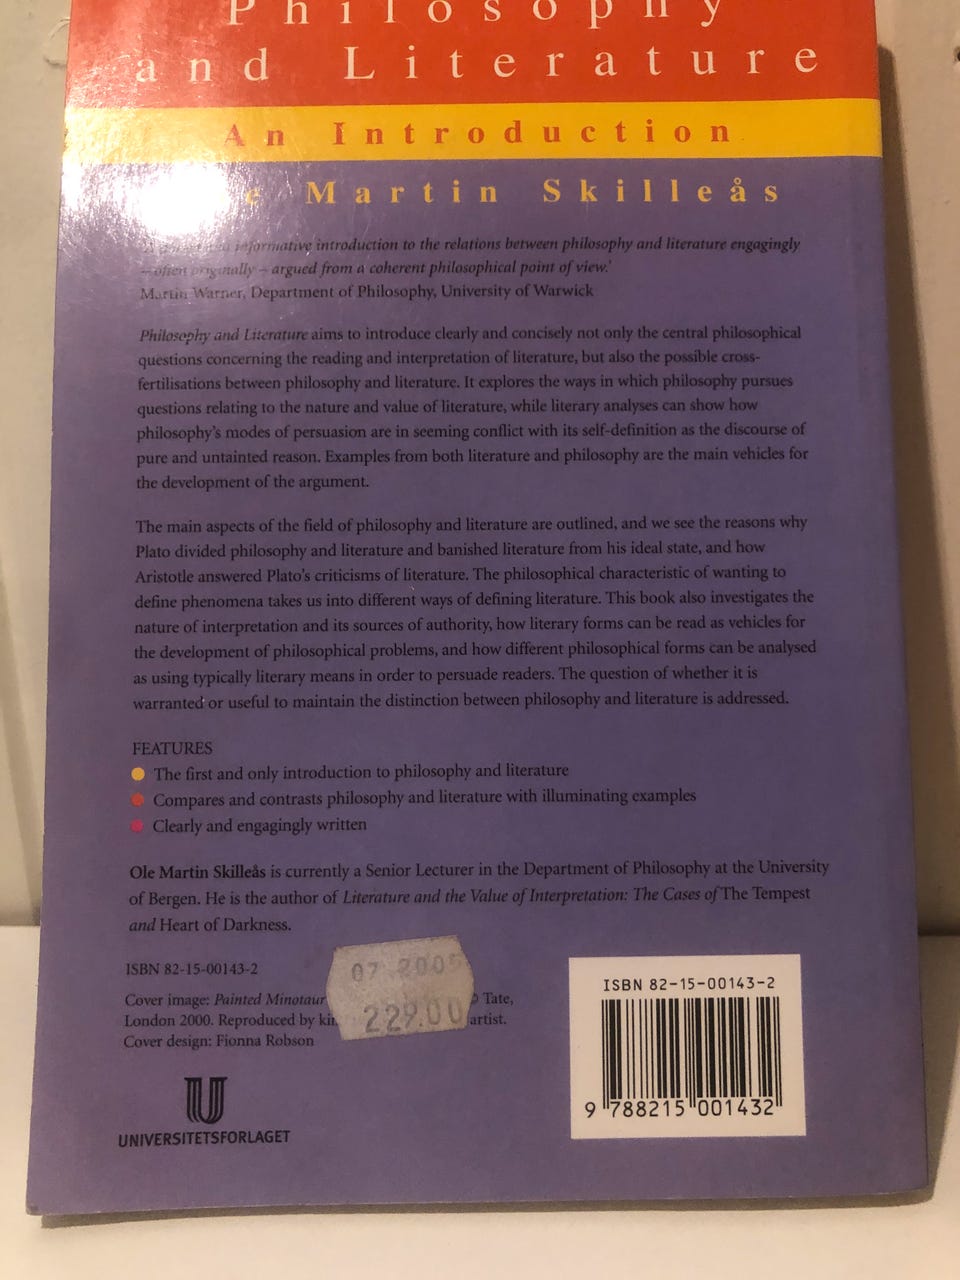 Philosophy
and Literature
An Introduction
Martin Skilleås
informative introduction to the relations between philosophy and literature engagingly
– often originally – argued from a coherent philosophical point of view.'
Martin Warner, Department of Philosophy, University of Warwick
Philosophy and Literature aims to introduce clearly and concisely not only the central philosophical
questions concerning the reading and interpretation of literature, but also the possible cross-
fertilisations between philosophy and literature. It explores the ways in which philosophy pursues
questions relating to the nature and value of literature, while literary analyses can show how
philosophy's modes of persuasion are in seeming conflict with its self-definition as the discourse of
pure and untainted reason. Examples from both literature and philosophy are the main vehicles for
the development of the argument.
The main aspects of the field of philosophy and literature are outlined, and we see the reasons why
Plato divided philosophy and literature and banished literature from his ideal state, and how
Aristotle answered Plato's criticisms of literature. The philosophical characteristic of wanting to
define phenomena takes us into different ways of defining literature. This book also investigates the
nature of interpretation and its sources of authority, how literary forms can be read as vehicles for
the development of philosophical problems, and how different philosophical forms can be analysed
as using typically literary means in order to persuade readers. The question of whether it is
warranted or useful to maintain the distinction between philosophy and literature is addressed.
FEATURES
The first and only introduction to philosophy and literature
Compares and contrasts philosophy and literature with illuminating examples
Clearly and engagingly written
Ole Martin Skilleås is currently a Senior Lecturer in the Department of Philosophy at the University
of Bergen. He is the author of Literature and the Value of Interpretation: The Cases of The Tempest
and Heart of Darkness.
ISBN 82-15-00143-2
07 2005
229.00
Cover image: Painted Minotaur © Tate,
London 2000. Reproduced by artist.
Cover design: Fionna Robson
UNIVERSITETSFORLAGET
ISBN 82-15-00143-2
9 788215 001432